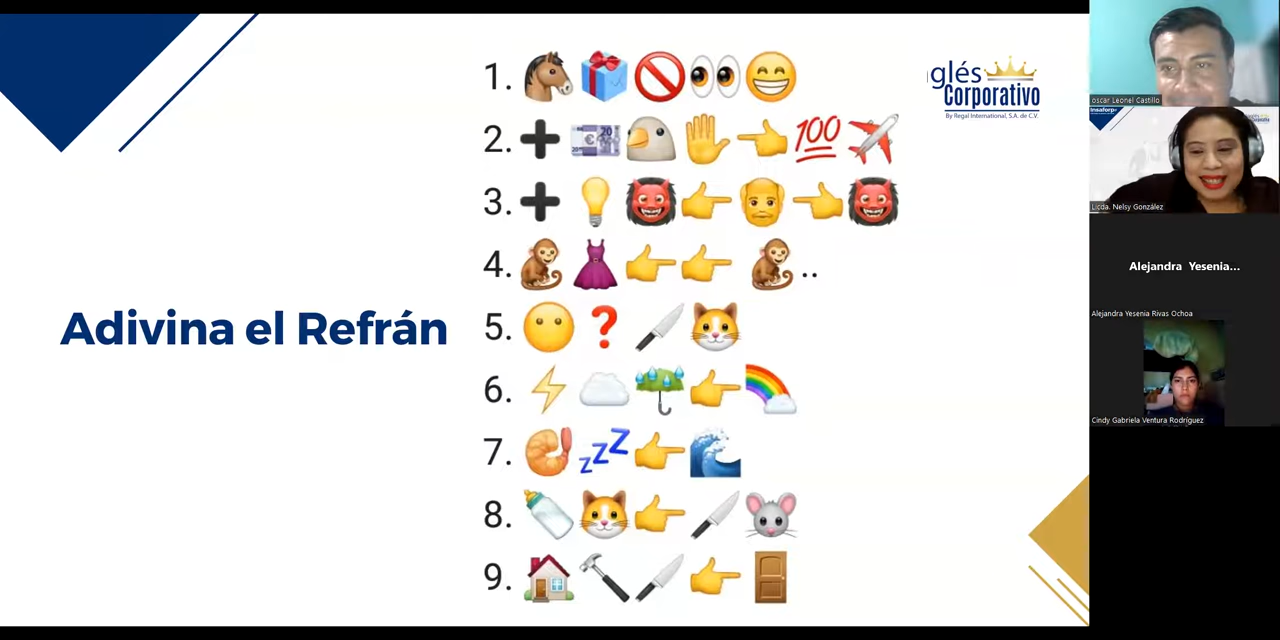 Adivina el Refrán
1.
2.
100
3.
4. ..
5.
6.
7.
8.
9.
glés
Corporativo
By Regal International, S.A. de C.V.
oscar Leonel Castillo
Licda. Nelsy González
Alejandra Yesenia...
Alejandra Yesenia Rivas Ochoa
Cindy Gabriela Ventura Rodríguez